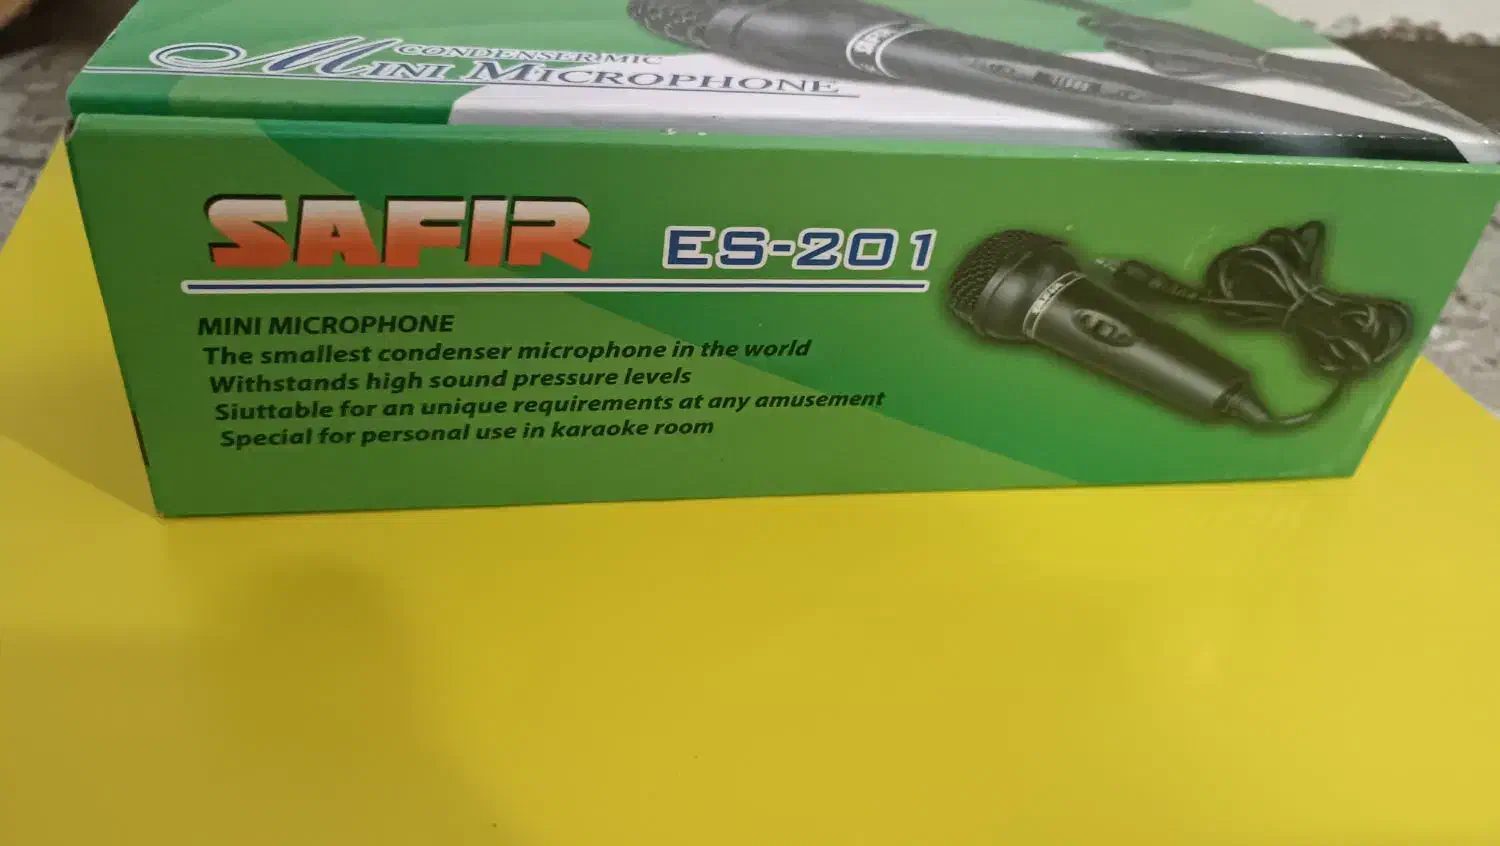 CONDENSER MIC
MINI MICROPHONE
SAFIR
SAFIR ES-201
MINI MICROPHONE
The smallest condenser microphone in the world
Withstands high sound pressure levels
Siuttable for an unique requirements at any amusement
Special for personal use in karaoke room